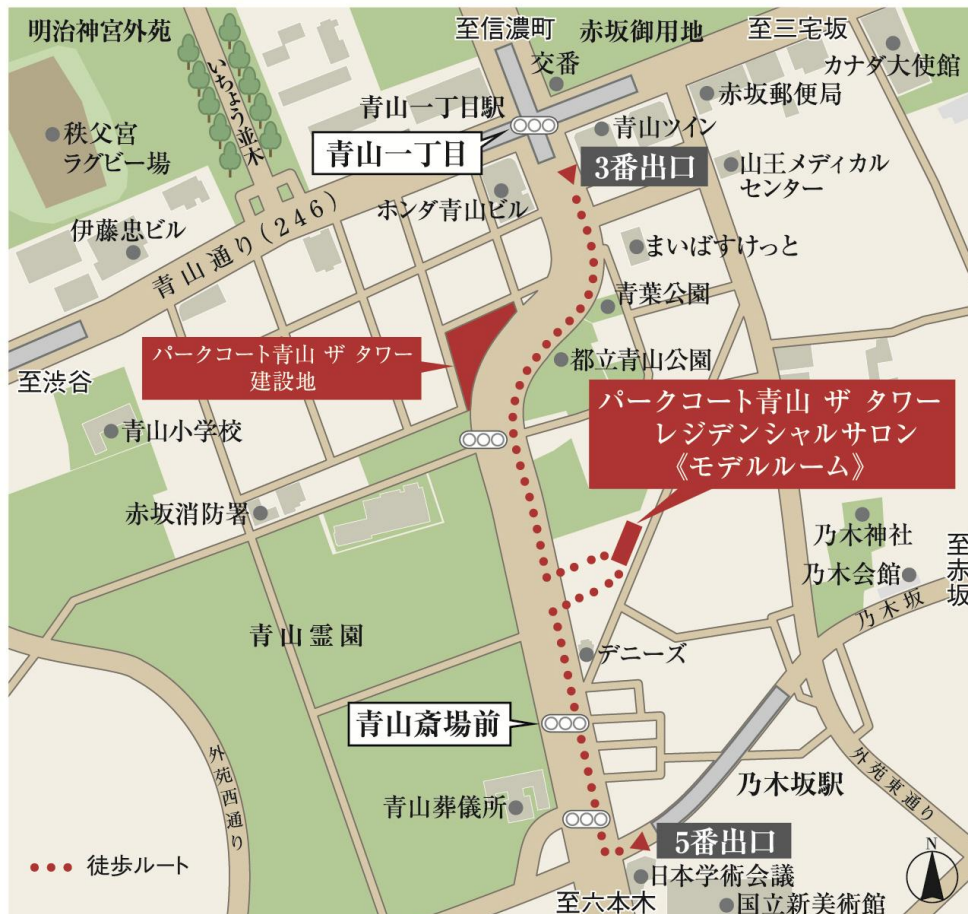 明治神宮外苑
至信濃町
赤坂御用地
至三宅坂
カナダ大使館
交番
いちょう並木
青山一丁目駅
赤坂郵便局
秩父宮
ラグビー場
青山一丁目
青山ツイン
3番出口
山王メディカル
センター
ホンダ青山ビル
伊藤忠ビル
青山通り(246)
まいばすけっと
青葉公園
パークコート青山 ザ タワー
建設地
都立青山公園
至渋谷
パークコート青山 ザ タワー
レジデンシャルサロン
《モデルルーム》
青山小学校
赤坂消防署
乃木神社
至赤坂
乃木会館
乃木坂
青山霊園
デニーズ
青山斎場前
外苑西通り
乃木坂駅
外苑東通り
青山葬儀所
5番出口
徒歩ルート
日本学術会議
N
至六本木
国立新美術館